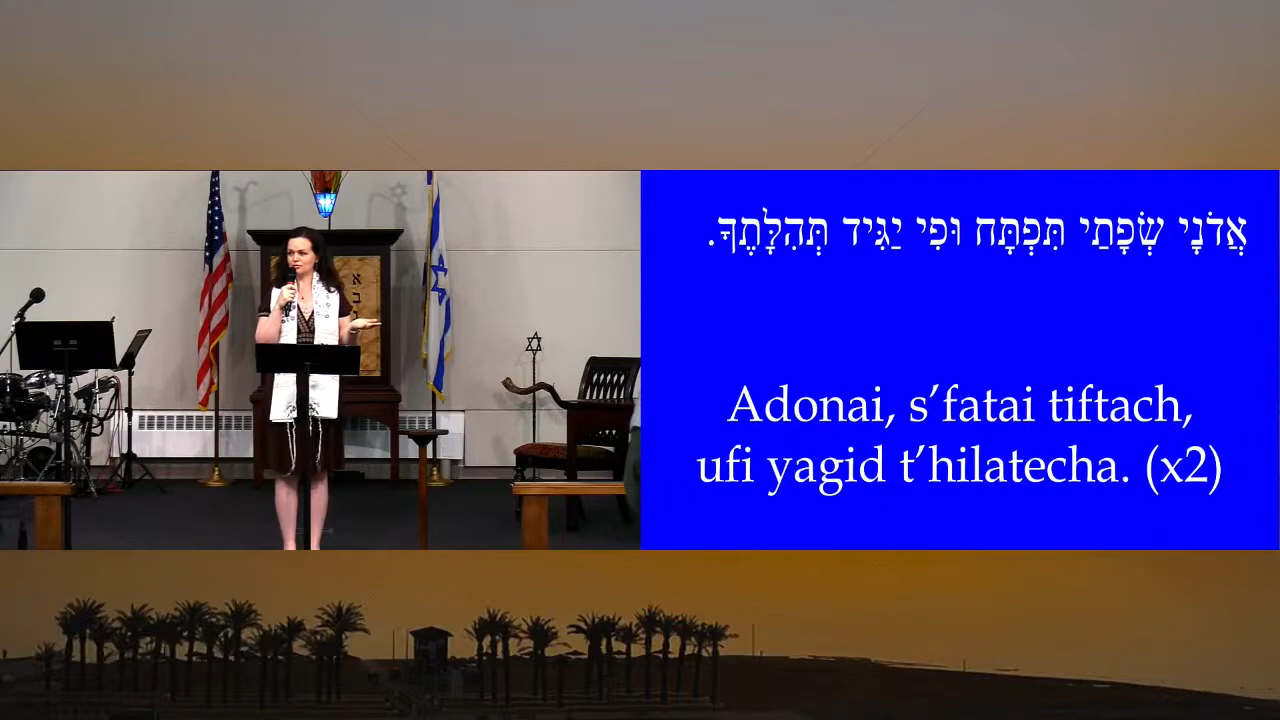 אֲדֹנָי שְׂפָתַי תִּפְתָּח וּפִי יַגִּיד תְּהִלָּתֶךָ.
Adonai, s’fatai tiftach,
ufi yagid t’hilatecha. (x2)
א
ב